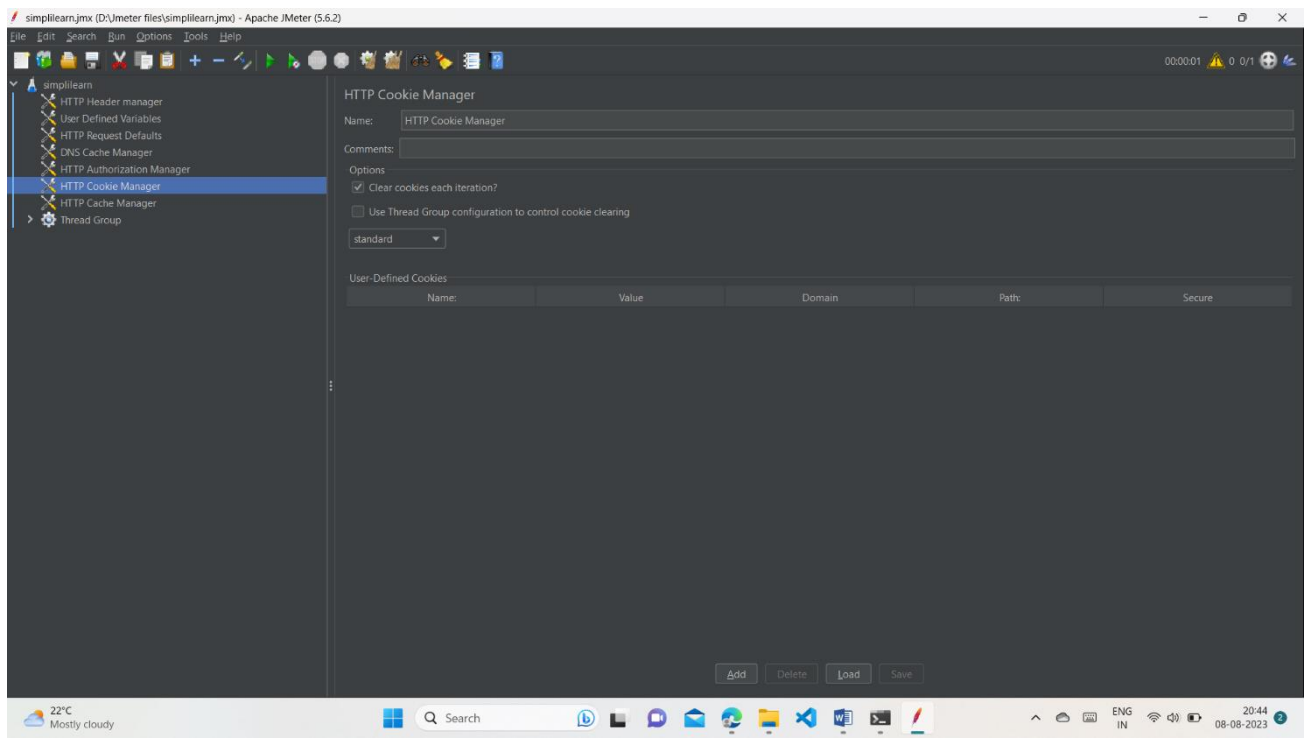 simplilearn.jmx (D:\Jmeter files\simplilearn.jmx) - Apache JMeter (5.6.2)
File Edit Search Run Options Tools Help
00:00:01 0 0/1
simplilearn
HTTP Header manager
User Defined Variables
HTTP Request Defaults
DNS Cache Manager
HTTP Authorization Manager
HTTP Cookie Manager
HTTP Cache Manager
Thread Group
HTTP Cookie Manager
Name: HTTP Cookie Manager
Comments:
Options
Clear cookies each iteration?
Use Thread Group configuration to control cookie clearing
standard
User-Defined Cookies
Name: Value Domain Path: Secure
Add Delete Load Save
22°C
Mostly cloudy
Search
ENG
IN
20:44
08-08-2023
2